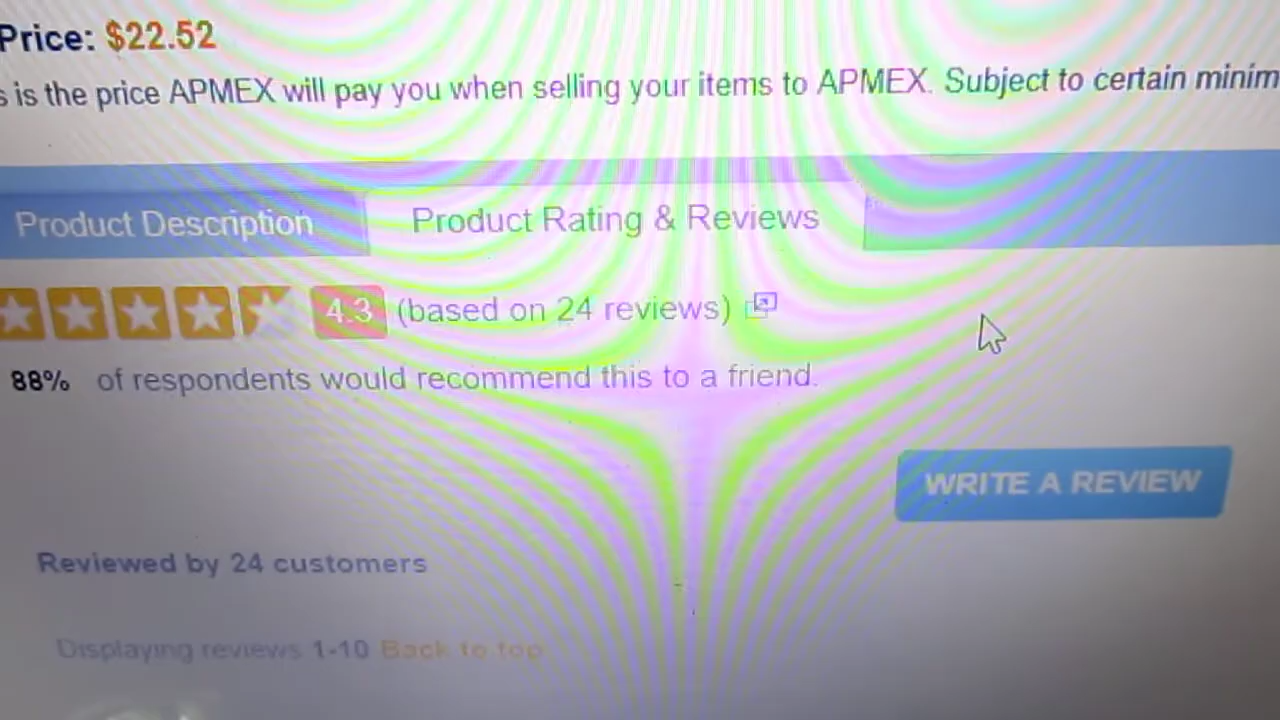 Price: $22.52
is the price APMEX will pay you when selling your items to APMEX. Subject to certain
Product Description
Product Rating & Reviews
4.3 (based on 24 reviews)
88% of respondents would recommend this to a friend.
WRITE A REVIEW
Reviewed by 24 customers
Displaying reviews 1-10 Back to top